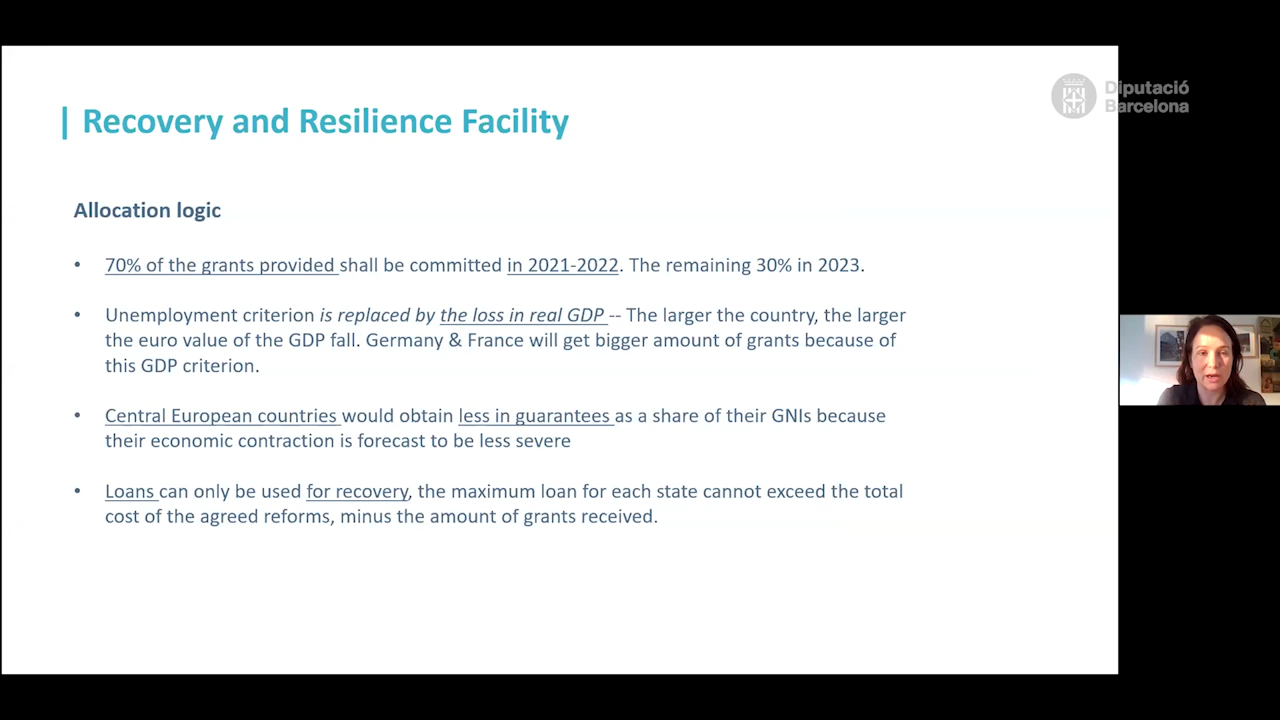 Diputació
Barcelona
| Recovery and Resilience Facility
Allocation logic
• 70% of the grants provided shall be committed in 2021-2022. The remaining 30% in 2023.
• Unemployment criterion is replaced by the loss in real GDP -- The larger the country, the larger
the euro value of the GDP fall. Germany & France will get bigger amount of grants because of
this GDP criterion.
• Central European countries would obtain less in guarantees as a share of their GNIs because
their economic contraction is forecast to be less severe
• Loans can only be used for recovery, the maximum loan for each state cannot exceed the total
cost of the agreed reforms, minus the amount of grants received.